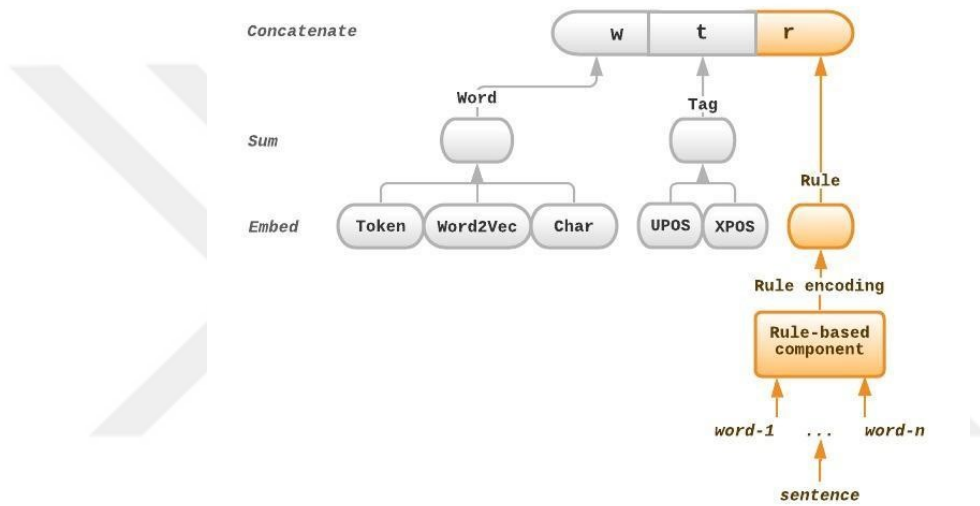 Concatenate
w t r
Word
Tag
Sum
Rule
Embed
Token Word2Vec Char UPOS XPOS
Rule encoding
Rule-based
component
word-1 ... word-n
sentence